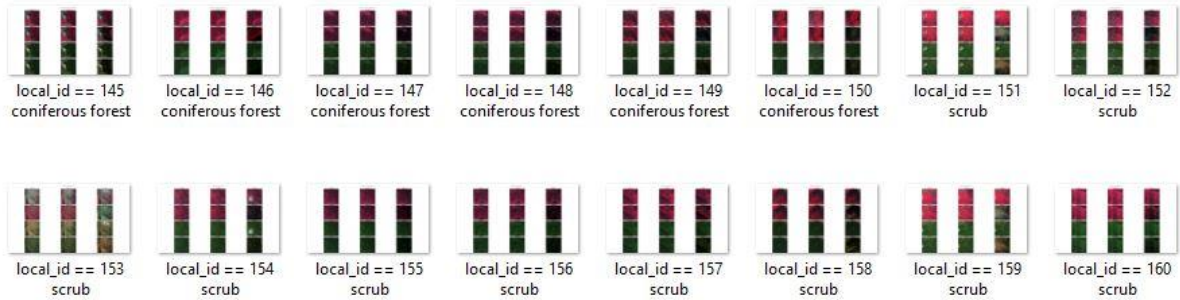 local_id == 145
coniferous forest
local_id == 146
coniferous forest
local_id == 147
coniferous forest
local_id == 148
coniferous forest
local_id == 149
coniferous forest
local_id == 150
coniferous forest
local_id == 151
scrub
local_id == 152
scrub
local_id == 153
scrub
local_id == 154
scrub
local_id == 155
scrub
local_id == 156
scrub
local_id == 157
scrub
local_id == 158
scrub
local_id == 159
scrub
local_id == 160
scrub